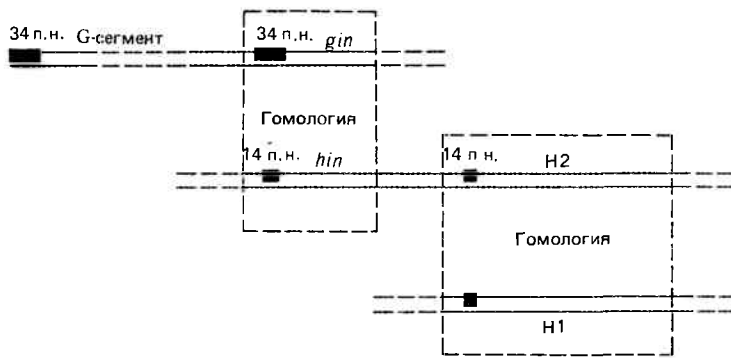 34 п.н. G-сегмент 34 п.н. gin
Гомология
14 п.н. hin 14 п.н. H2
Гомология
H1